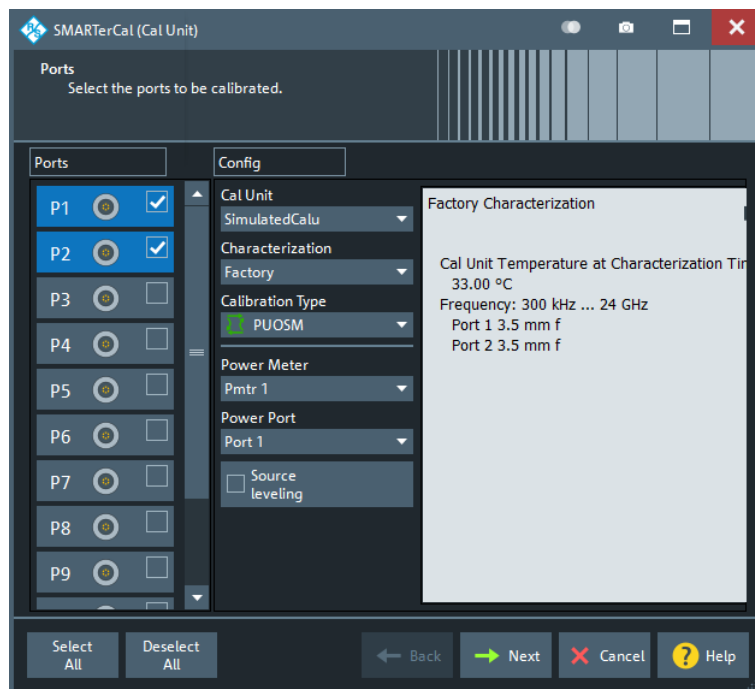 SMARTerCal (Cal Unit)
Ports
Select the ports to be calibrated.
Ports
P1
P2
P3
P4
P5
P6
P7
P8
P9
Config
Cal Unit
SimulatedCalu
Characterization
Factory
Calibration Type
PUOSM
Power Meter
Pmtr 1
Power Port
Port 1
Source
leveling
Factory Characterization
Cal Unit Temperature at Characterization
33.00 ºC
Frequency: 300 kHz ... 24 GHz
Port 1 3.5 mm f
Port 2 3.5 mm f
Select
All
Deselect
All
Back
Next
Cancel
? Help